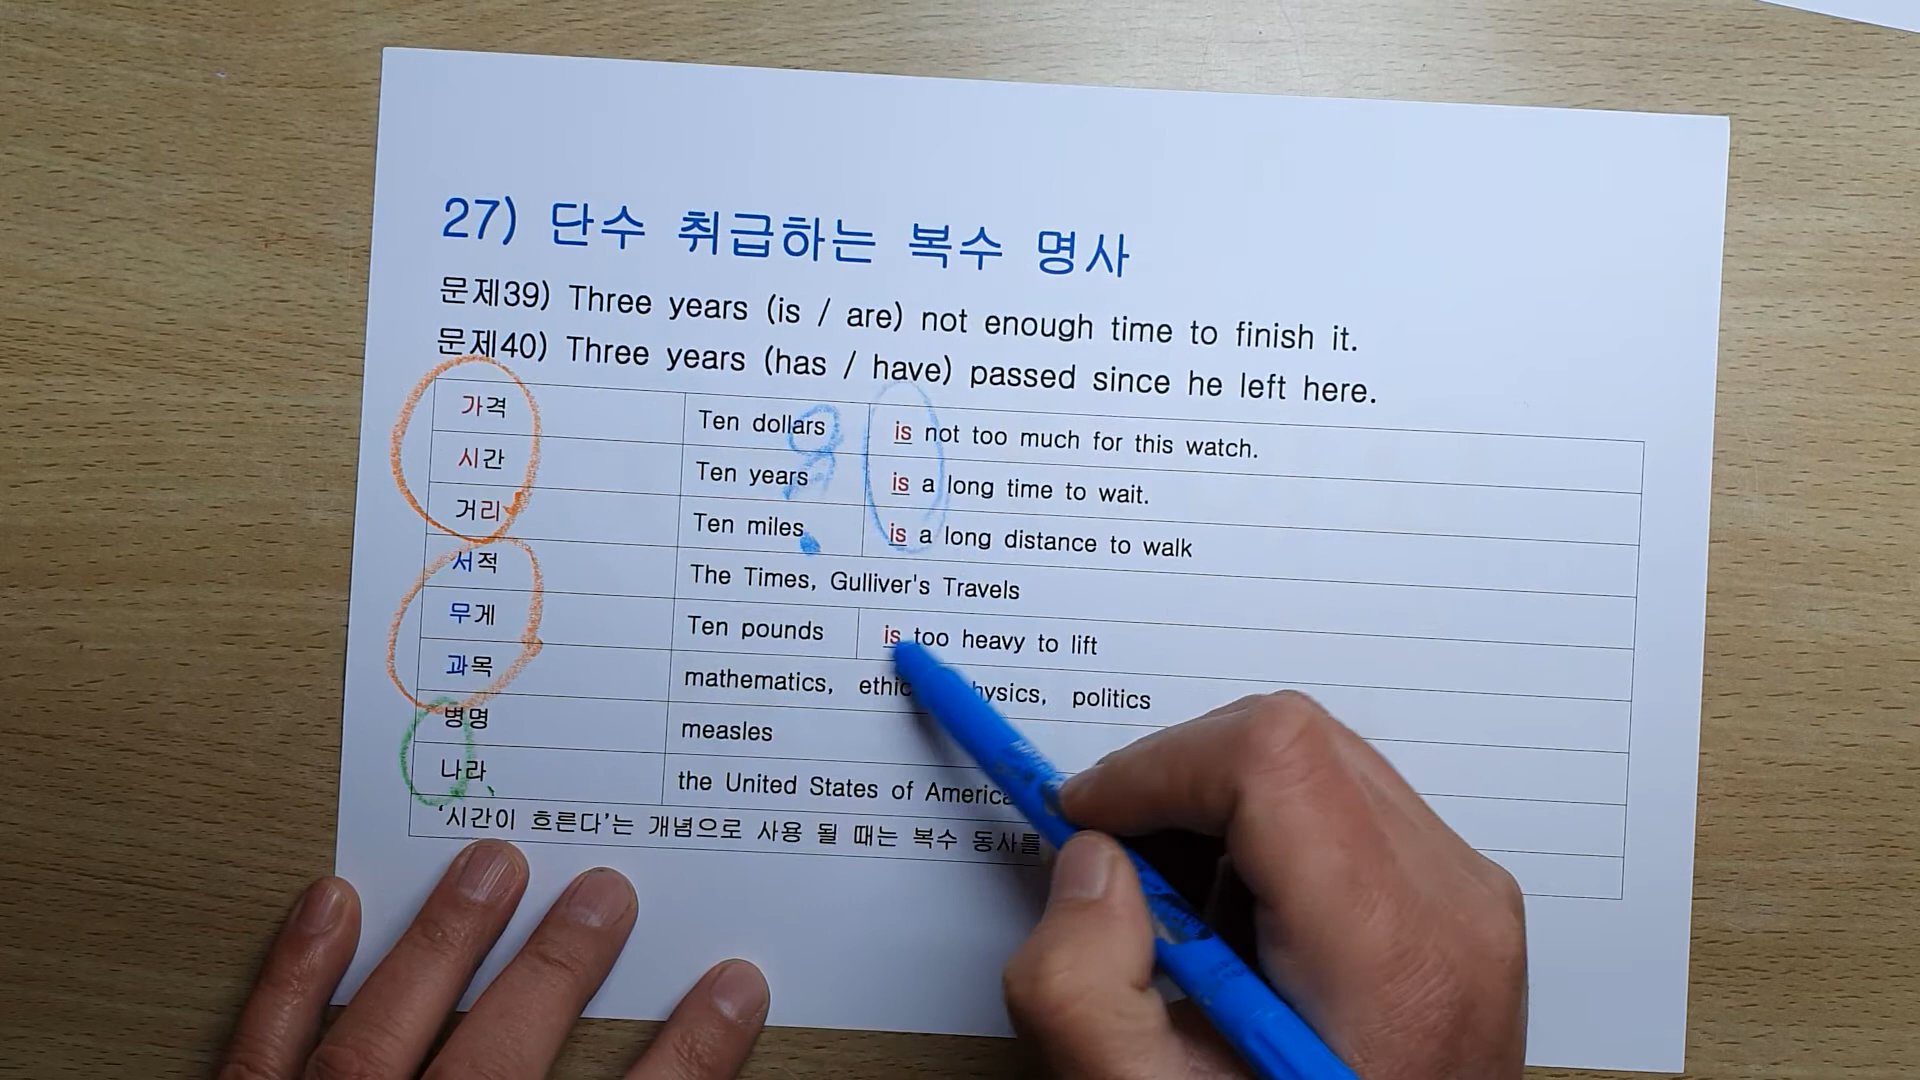 27) 단수 취급하는 복수 명사
문제39) Three years (is / are) not enough time to finish it.
문제40) Three years (has / have) passed since he left here.
가격 Ten dollars is not too much for this watch.
시간 Ten years is a long time to wait.
거리 Ten miles is a long distance to walk
서적 The Times, Gulliver's Travels
무게 Ten pounds is too heavy to lift
과목 mathematics, politics
병명 measles
나라 the United States of America
‘시간이 흐른다’는 개념으로 사용 될 때는 복수 동사를